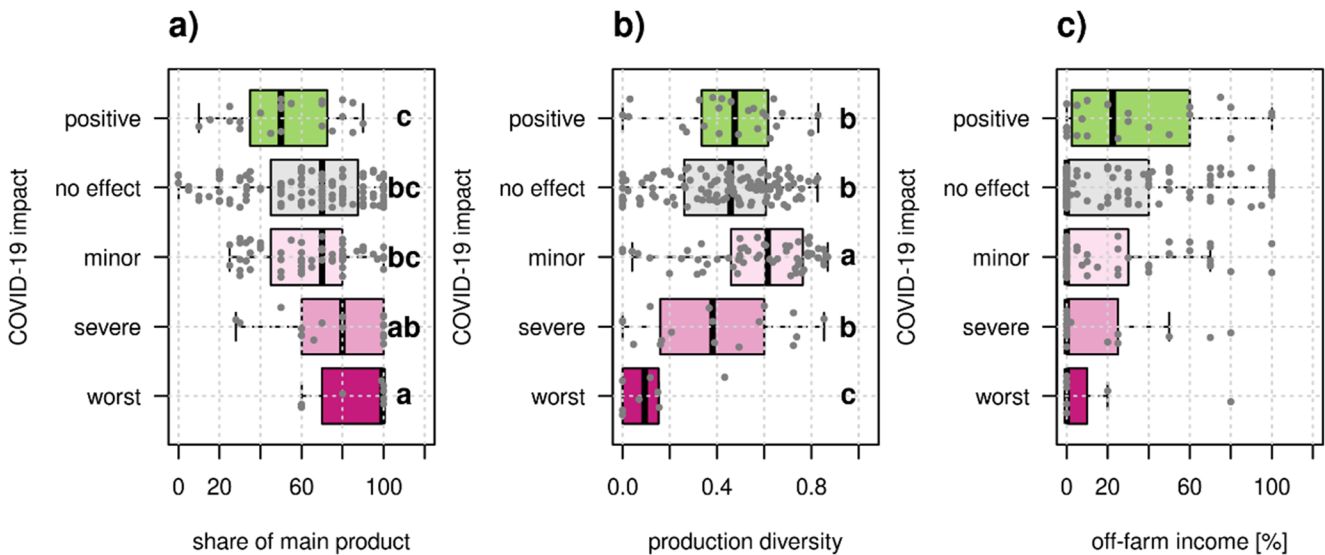 a)
COVID-19 impact
positive
no effect
minor
severe
worst
c
bc
bc
ab
a
0 20 60 100
share of main product
b)
COVID-19 impact
positive
no effect
minor
severe
worst
b
b
a
b
c
0.0 0.4 0.8
production diversity
c)
COVID-19 impact
positive
no effect
minor
severe
worst
0 20 60 100
off-farm income [%]